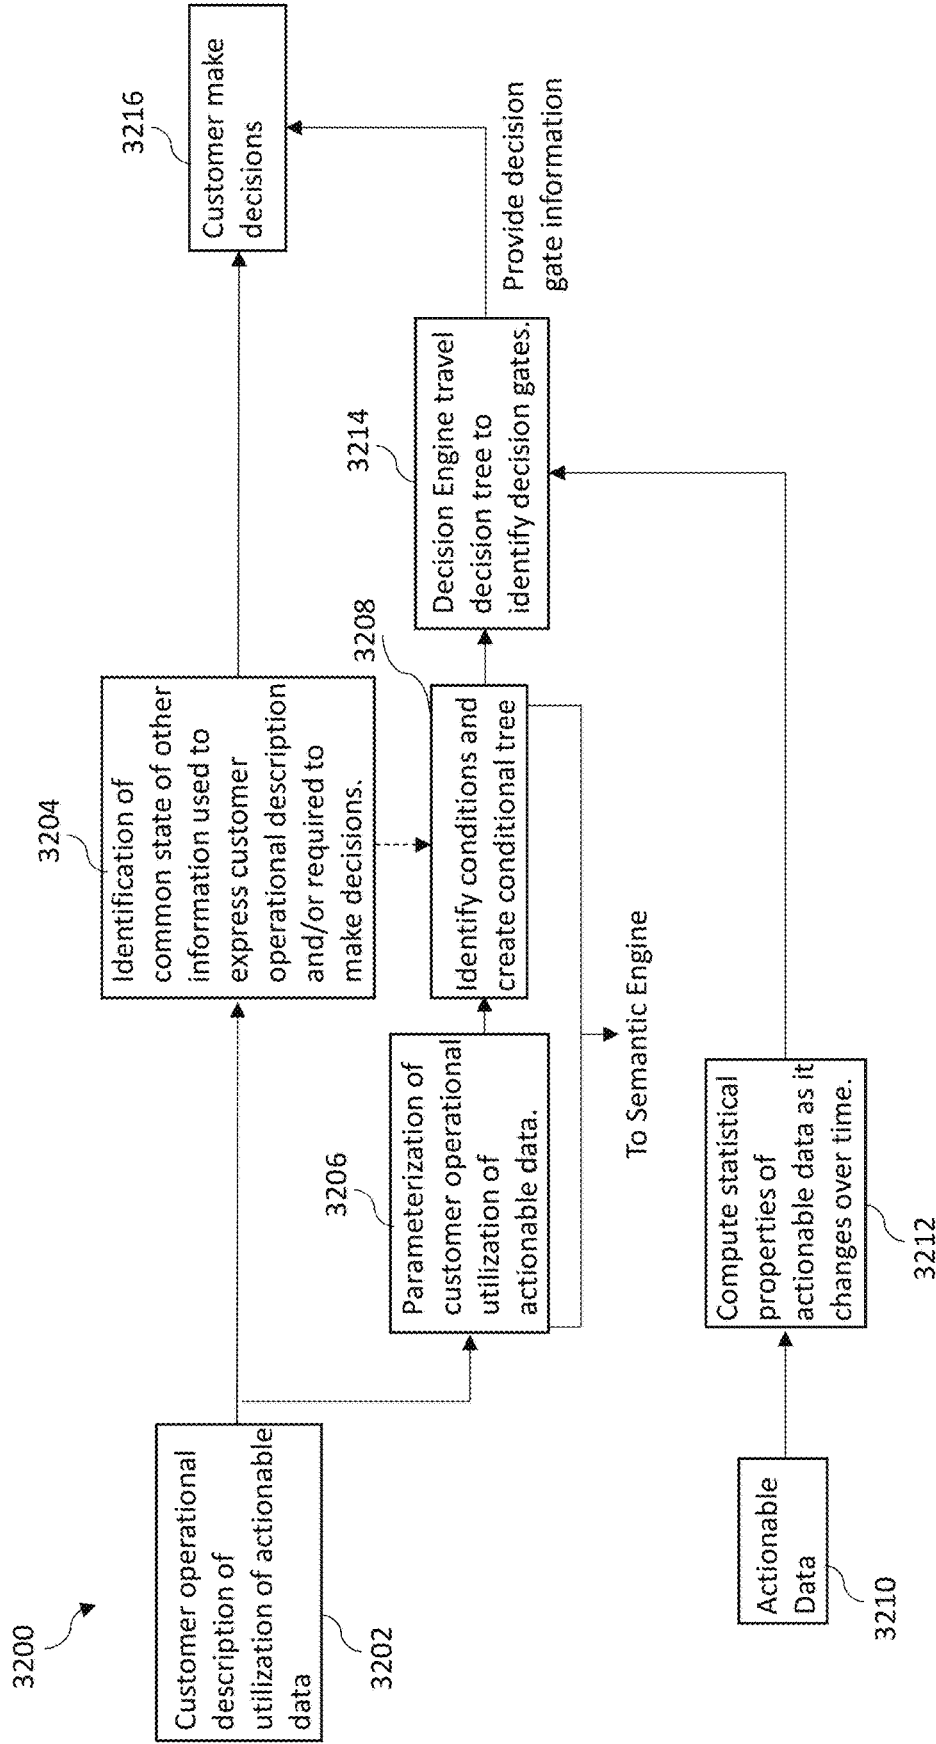 3200
Customer operational
description of
utilization of actionable
data
3202
3204
Identification of
common state of other
information used to
express customer
operational description
and/or required to
make decisions.
3216
Customer make
decisions
3206
Parameterization of
customer operational
utilization of
actionable data.
3208
Identify conditions and
create conditional tree
To Semantic Engine
3214
Decision Engine travel
decision tree to
identify decision gates.
Provide decision
gate information
Actionable
Data
3210
Compute statistical
properties of
actionable data as it
changes over time.
3212